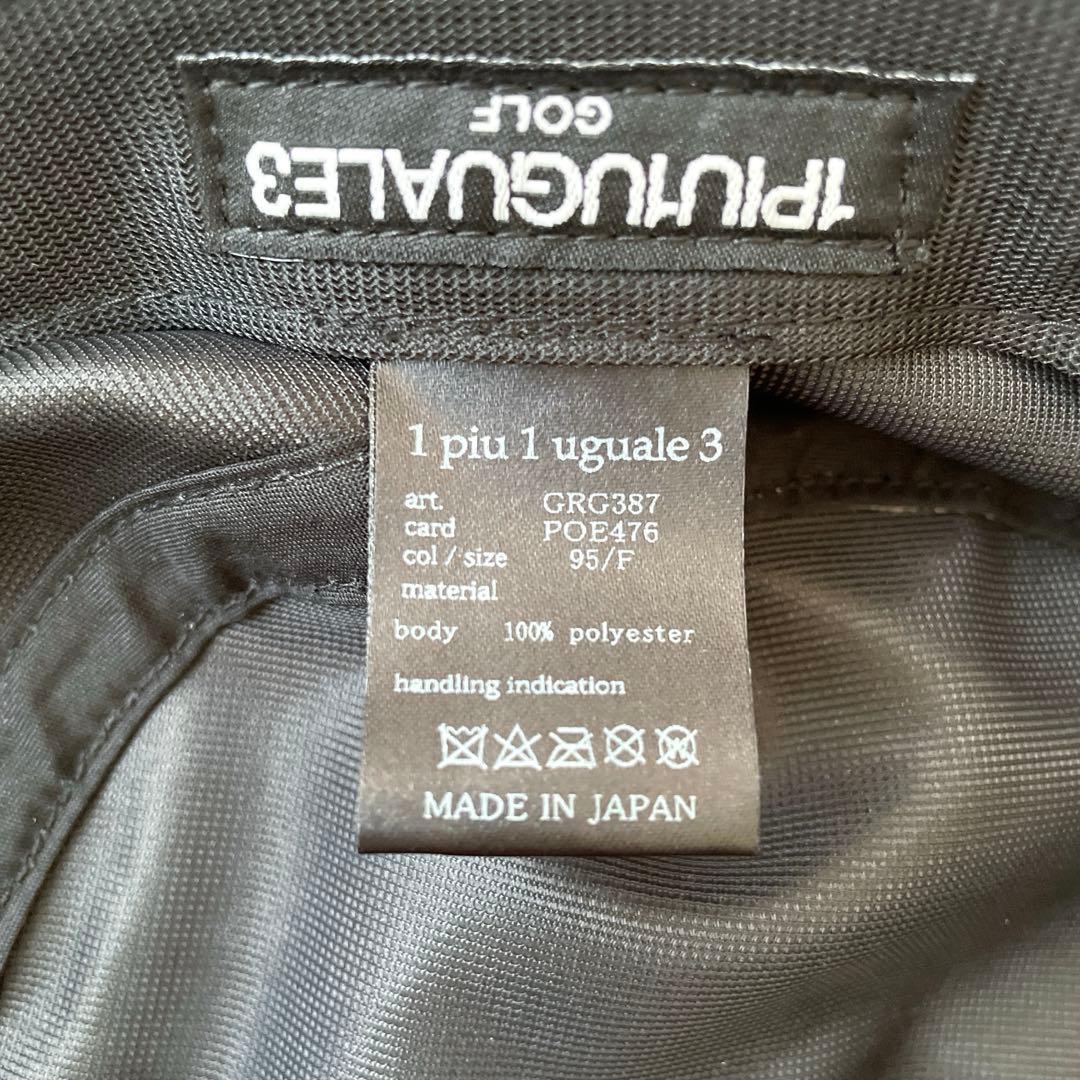 1PIU1UGUALE3
GOLF
1 piu 1 uguale 3
art. GRG387
card POE476
col / size 95/F
material
body 100% polyester
handling indication
MADE IN JAPAN